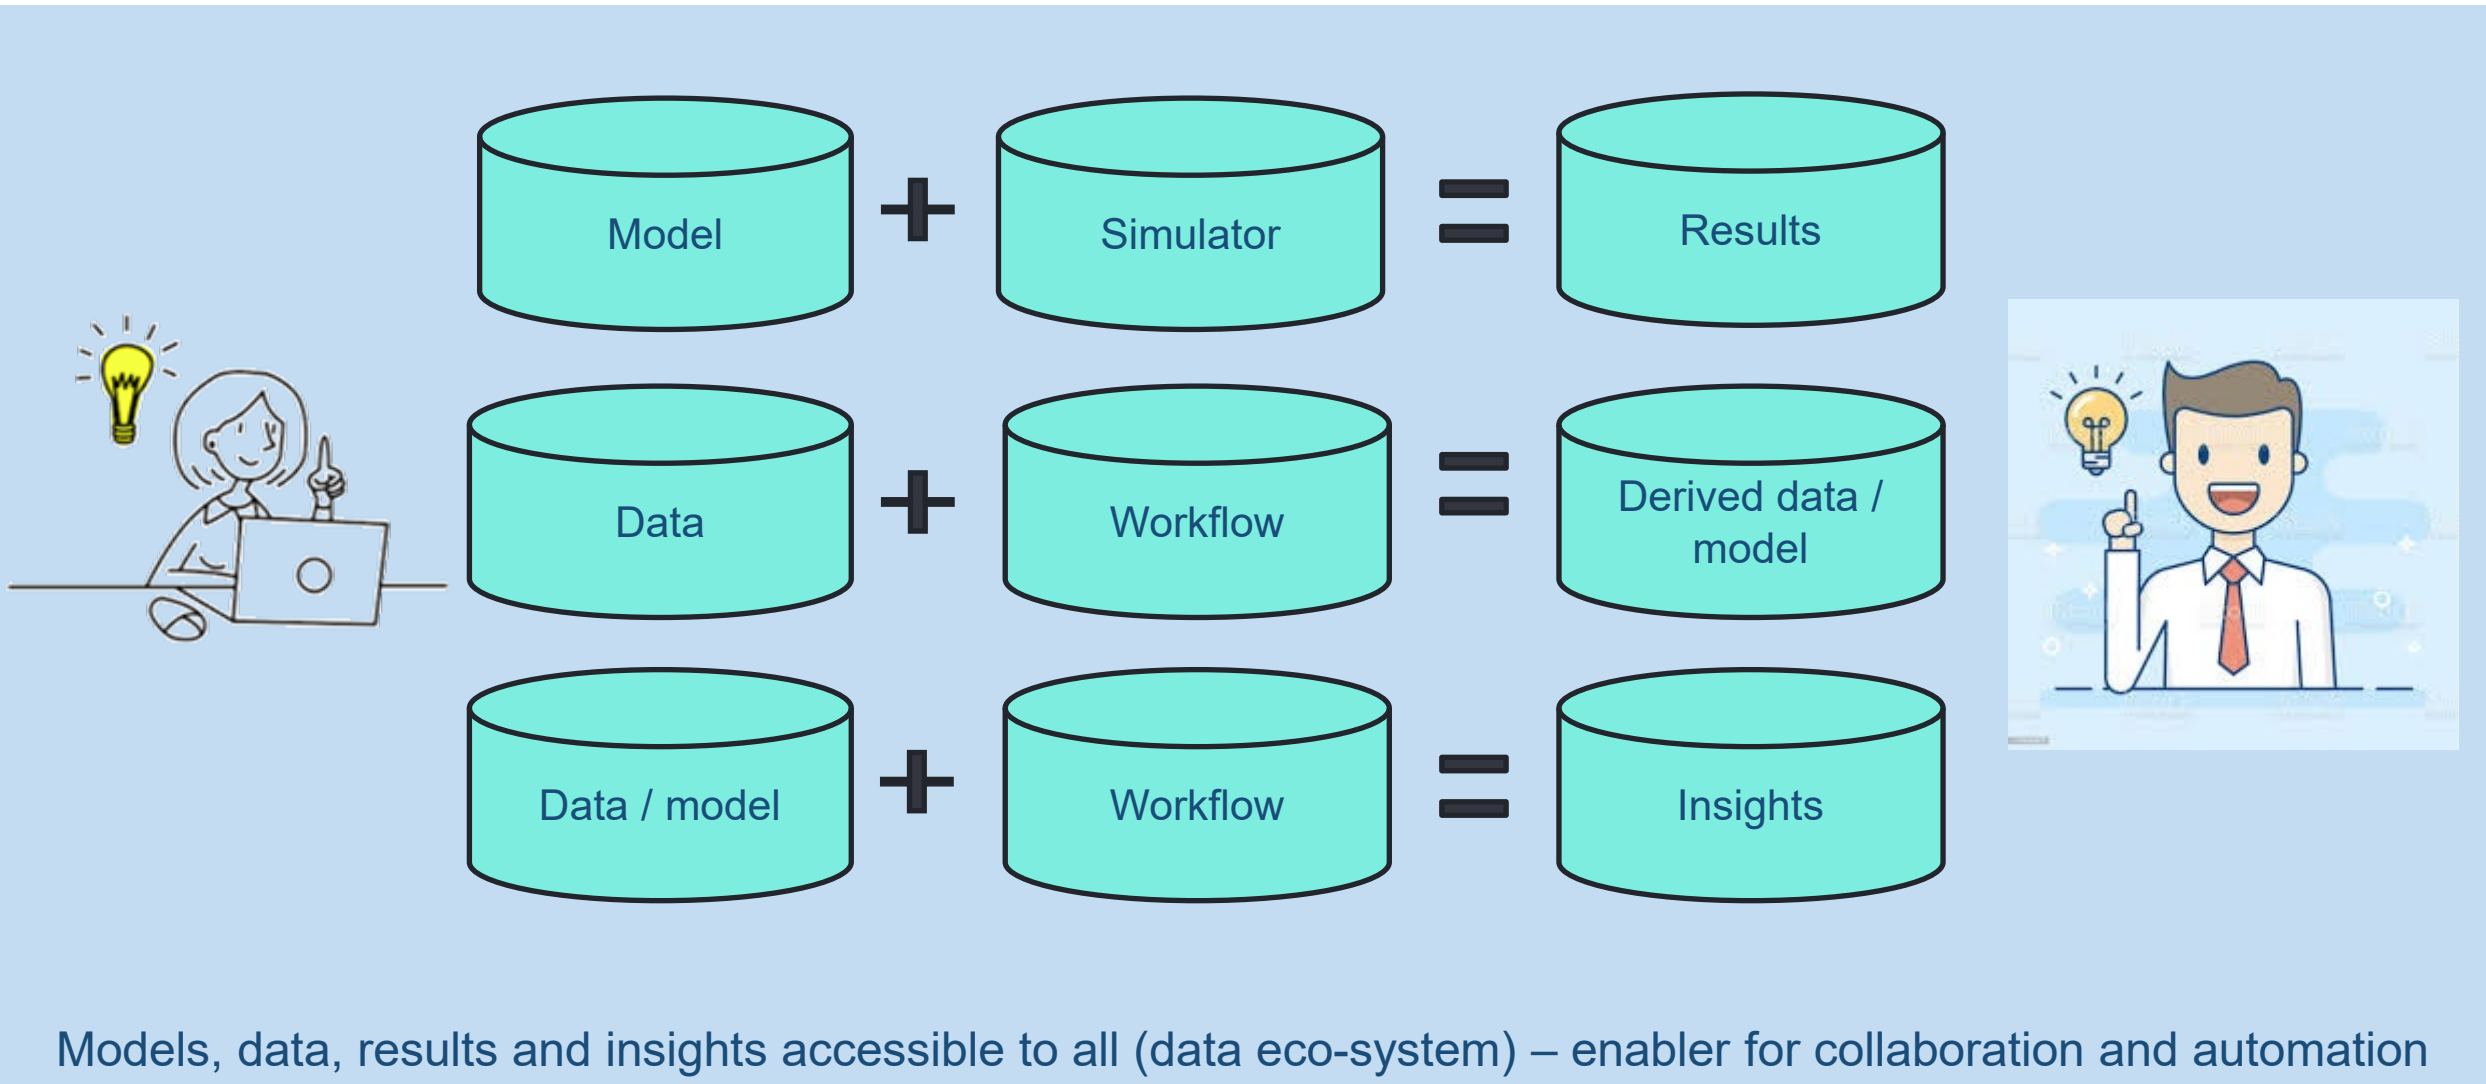 Model
Simulator
Results
Data
Workflow
Derived data /
model
Data / model
Workflow
Insights
Models, data, results and insights accessible to all (data eco-system) – enabler for collaboration and automation